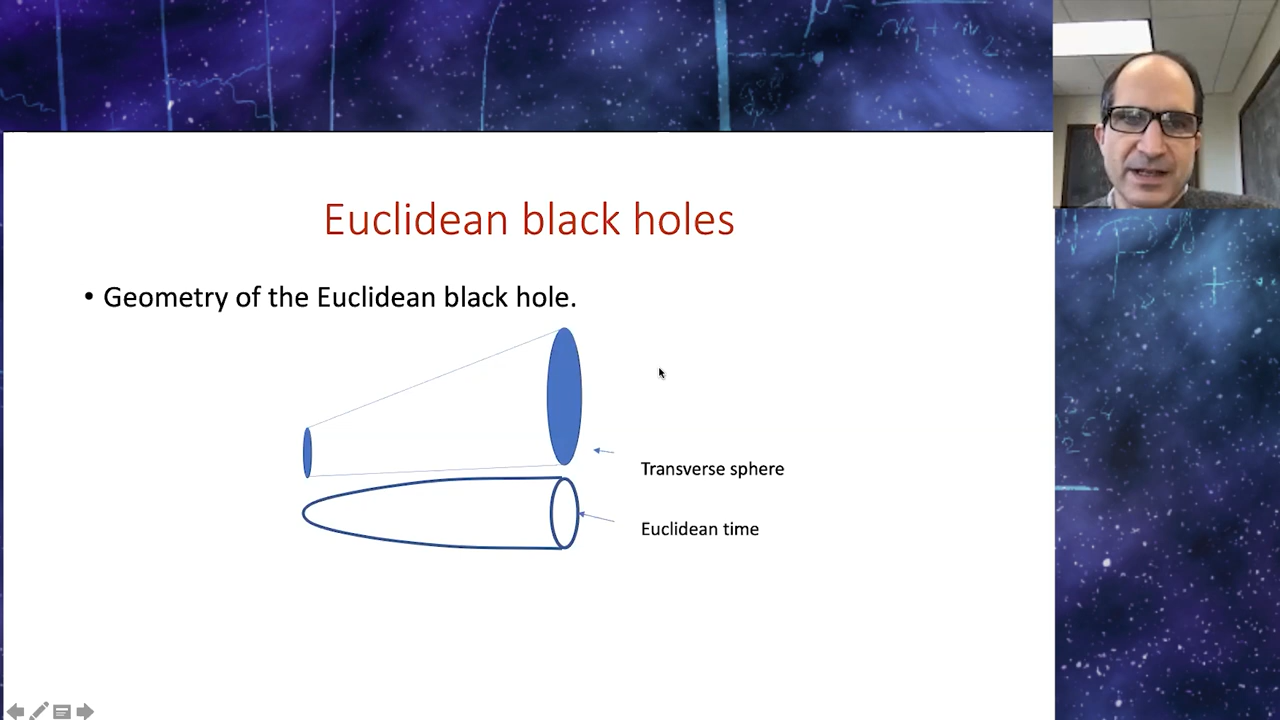 Euclidean black holes
• Geometry of the Euclidean black hole.
Transverse sphere
Euclidean time